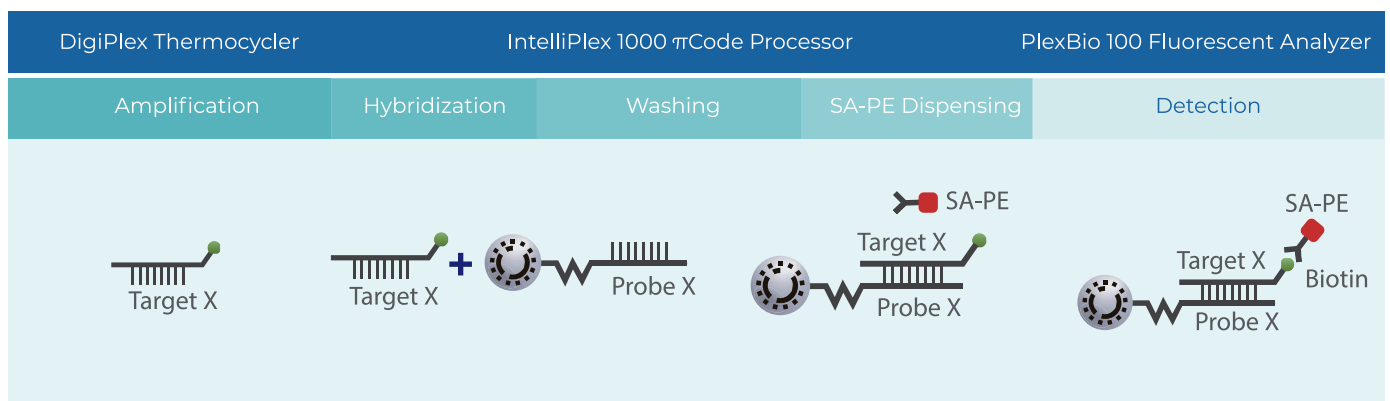 DigiPlex Thermocycler
IntelliPlex 1000 πCode Processor
PlexBio 100 Fluorescent Analyzer
Amplification
Hybridization
Washing
SA-PE Dispensing
Detection
Target X
Target X
+
Probe X
SA-PE
Target X
Probe X
SA-PE
Target X
Biotin
Probe X